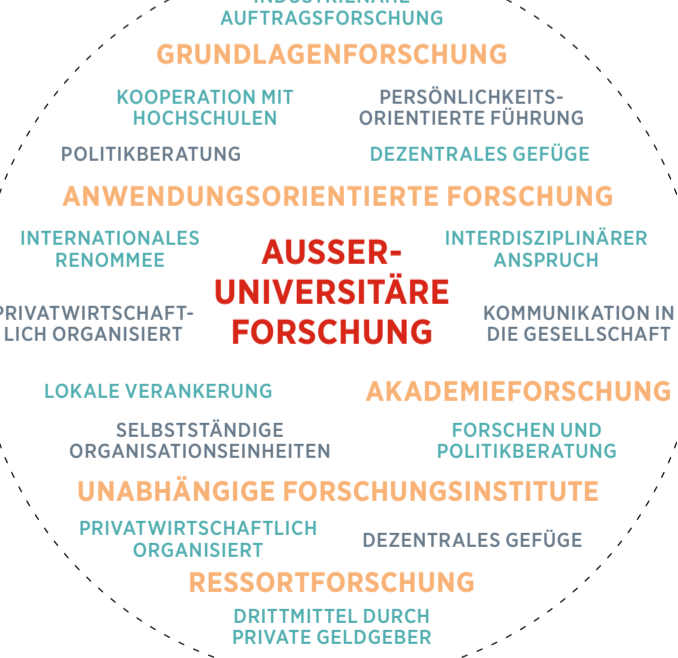 INDUSTRIENAHE
AUFTRAGSFORSCHUNG
GRUNDLAGENFORSCHUNG
KOOPERATION MIT
HOCHSCHULEN
PERSÖNLICHKEITS-
ORIENTIERTE FÜHRUNG
POLITIKBERATUNG
DEZENTRALES GEFÜGE
ANWENDUNGSORIENTIERTE FORSCHUNG
INTERNATIONALES
RENOMMEE
AUSSER-
UNIVERSITÄRE
FORSCHUNG
INTERDISZIPLINÄRER
ANSPRUCH
PRIVATWIRTSCHAFT-
LICH ORGANISIERT
KOMMUNIKATION IN
DIE GESELLSCHAFT
LOKALE VERANKERUNG
AKADEMIEFORSCHUNG
SELBSTSTÄNDIGE
ORGANISATIONSEINHEITEN
FORSCHEN UND
POLITIKBERATUNG
UNABHÄNGIGE FORSCHUNGSINSTITUTE
PRIVATWIRTSCHAFTLICH
ORGANISIERT
DEZENTRALES GEFÜGE
RESSORTFORSCHUNG
DRITTMITTEL DURCH
PRIVATE GELDGEBER